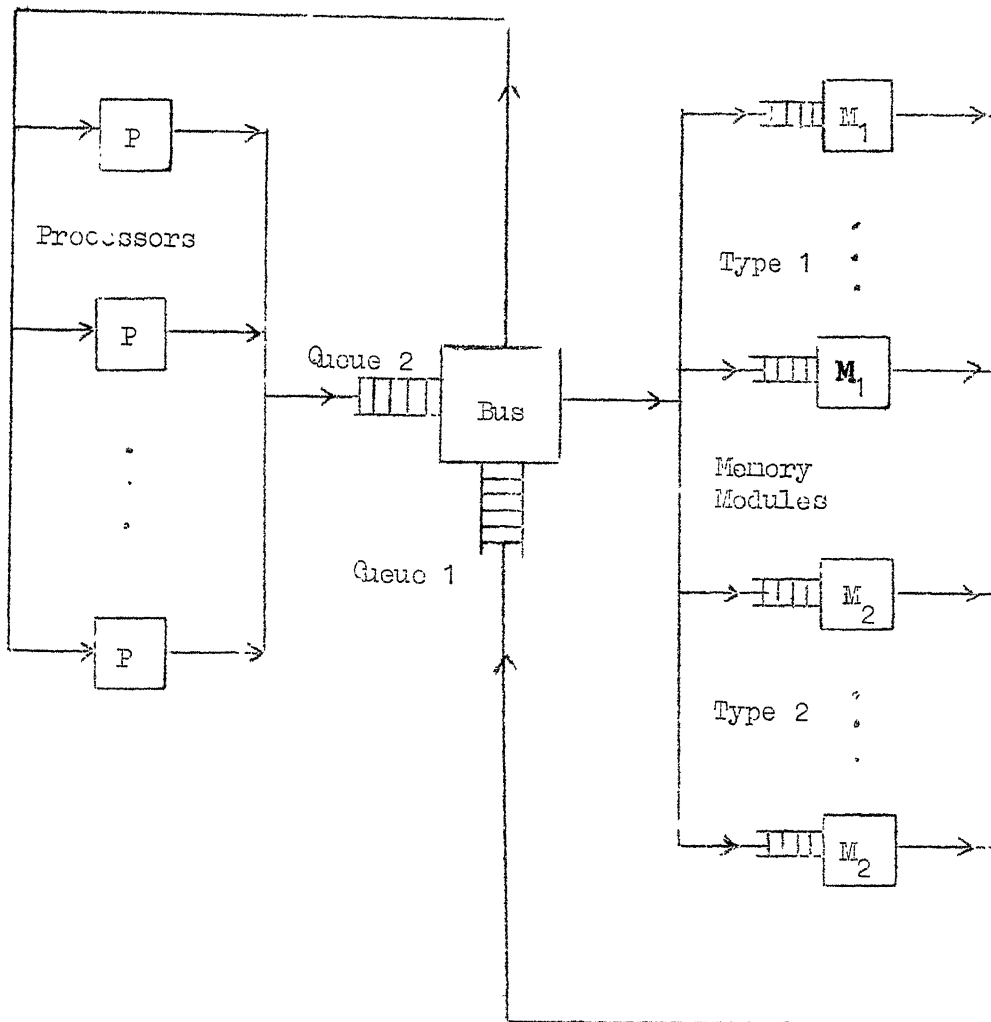 P
M1
Processors
Type 1
P
Queue 2
M1
Bus
Memory
Modules
Queue 1
M2
P
Type 2
M2